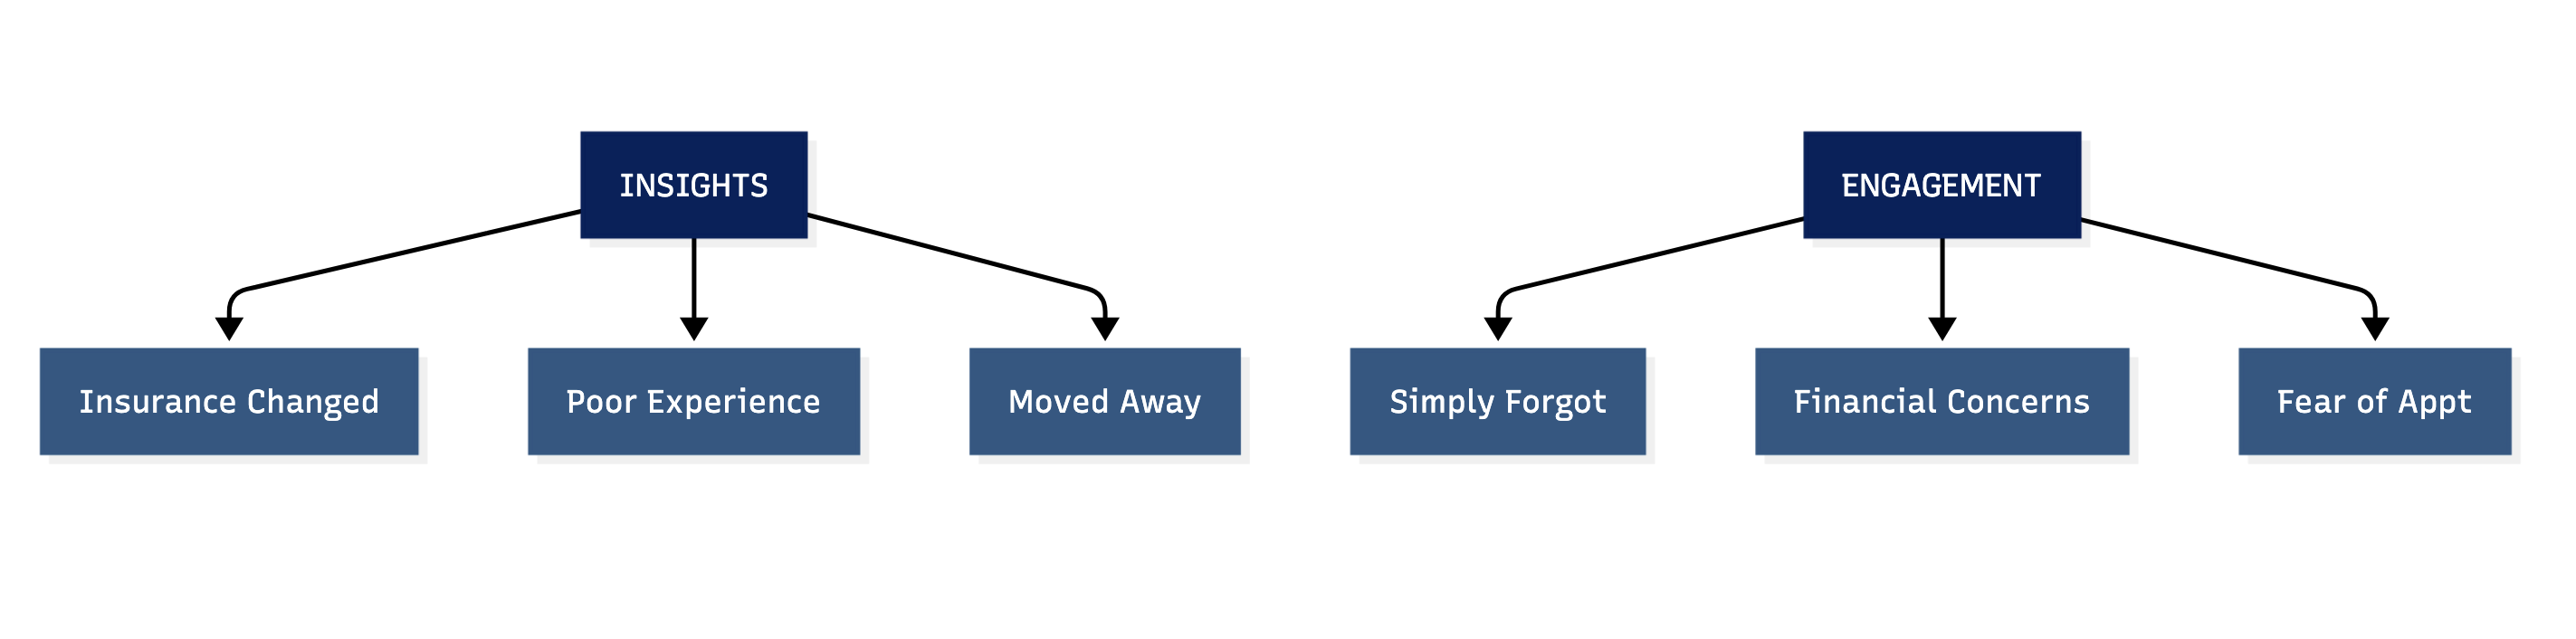 INSIGHTS
ENGAGEMENT
Insurance Changed
Poor Experience
Moved Away
Simply Forgot
Financial Concerns
Fear of Appt